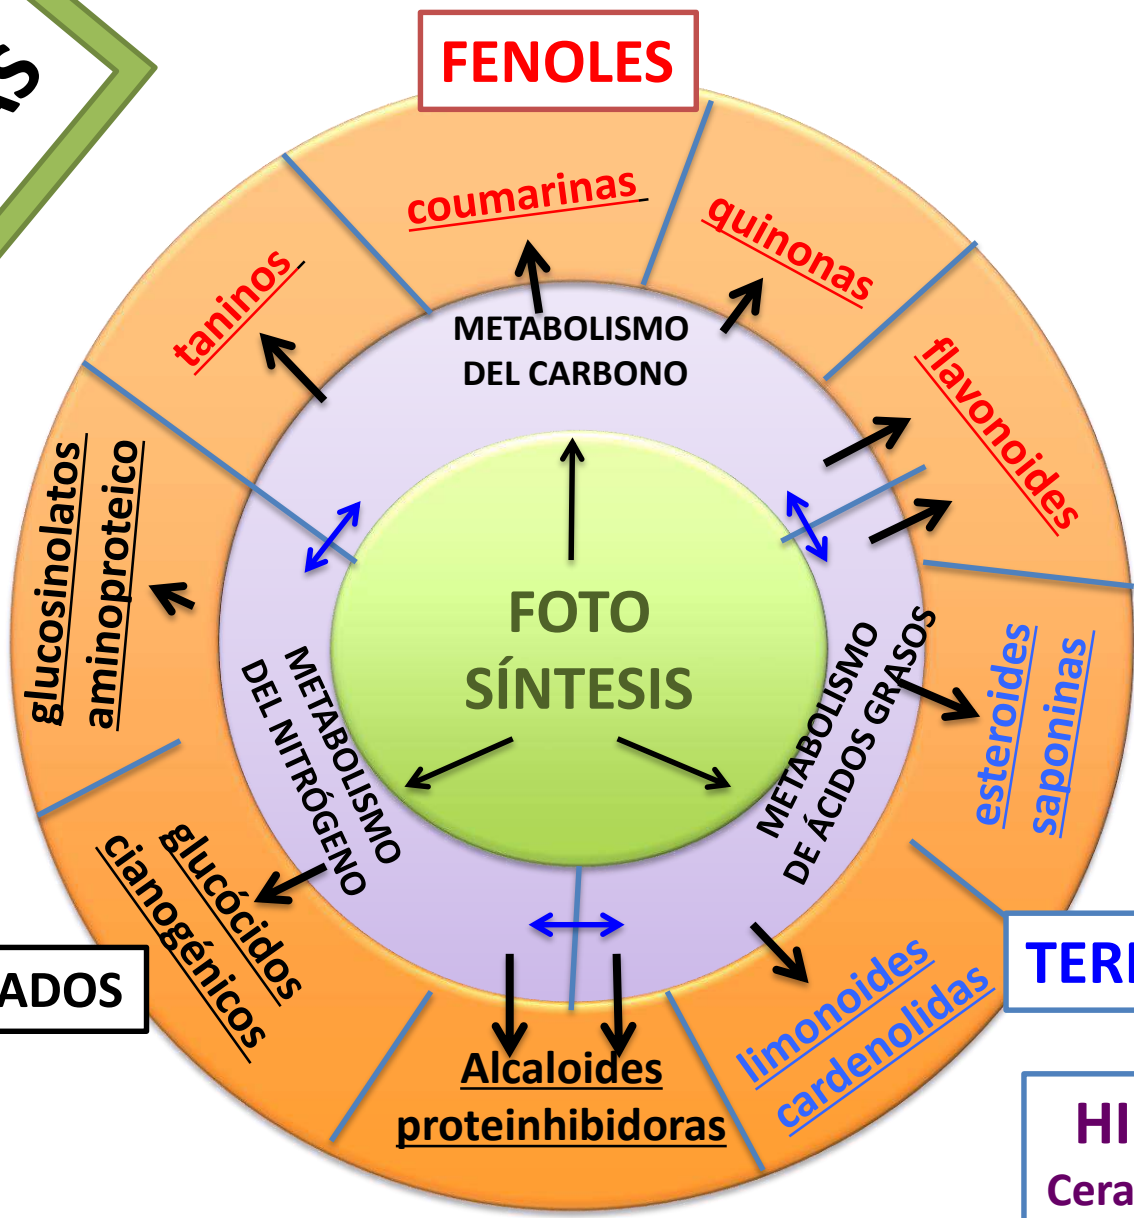 FENOLES
coumarinas
quinonas
taninos
flavonoides
METABOLISMO
DEL CARBONO
glucosinolatos
aminoproteico
FOTO
SÍNTESIS
METABOLISMO
DEL NITRÓGENO
METABOLISMO
DE ÁCIDOS GRASOS
esteroides
saponinas
glucócidos
cianogénicos
ADOS
TER
limonoides
cardenolidas
Alcaloides
proteinhibidoras
HI
Cera